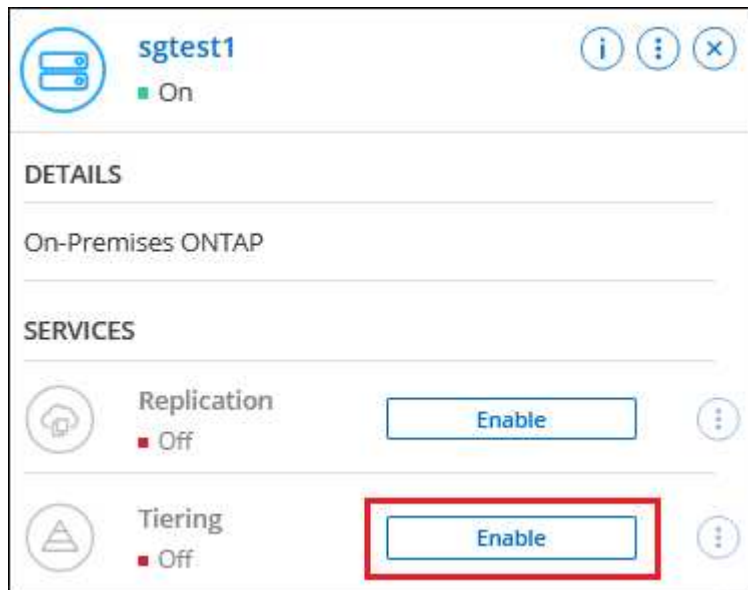 sgtest1
On
DETAILS
On-Premises ONTAP
SERVICES
Replication
Enable
Off
Tiering
Enable
Off